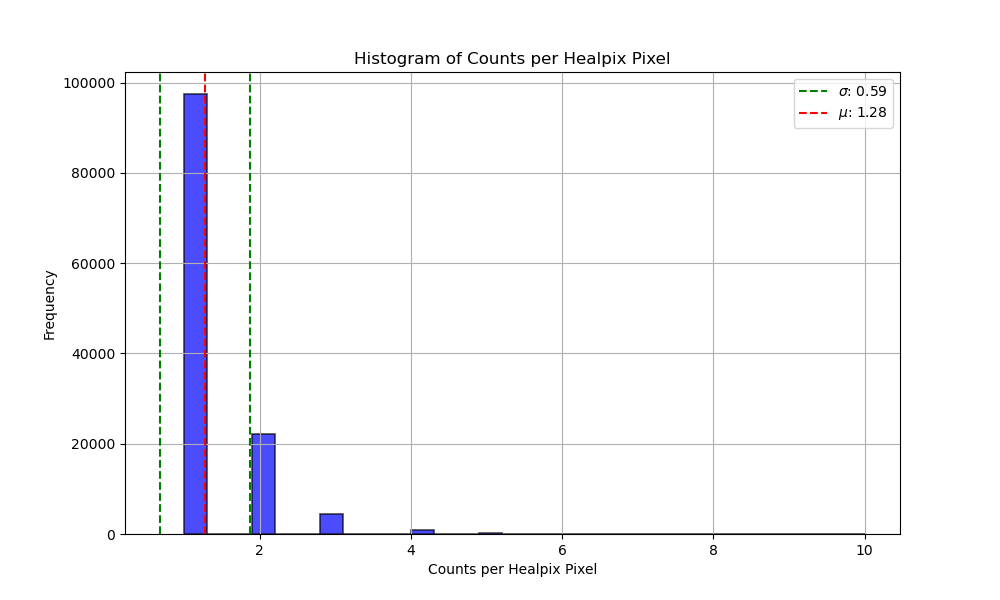 Histogram of Counts per Healpix Pixel
σ: 0.59
μ: 1.28
100000
80000
60000
40000
20000
0
Frequency
2
4
6
8
10
Counts per Healpix Pixel